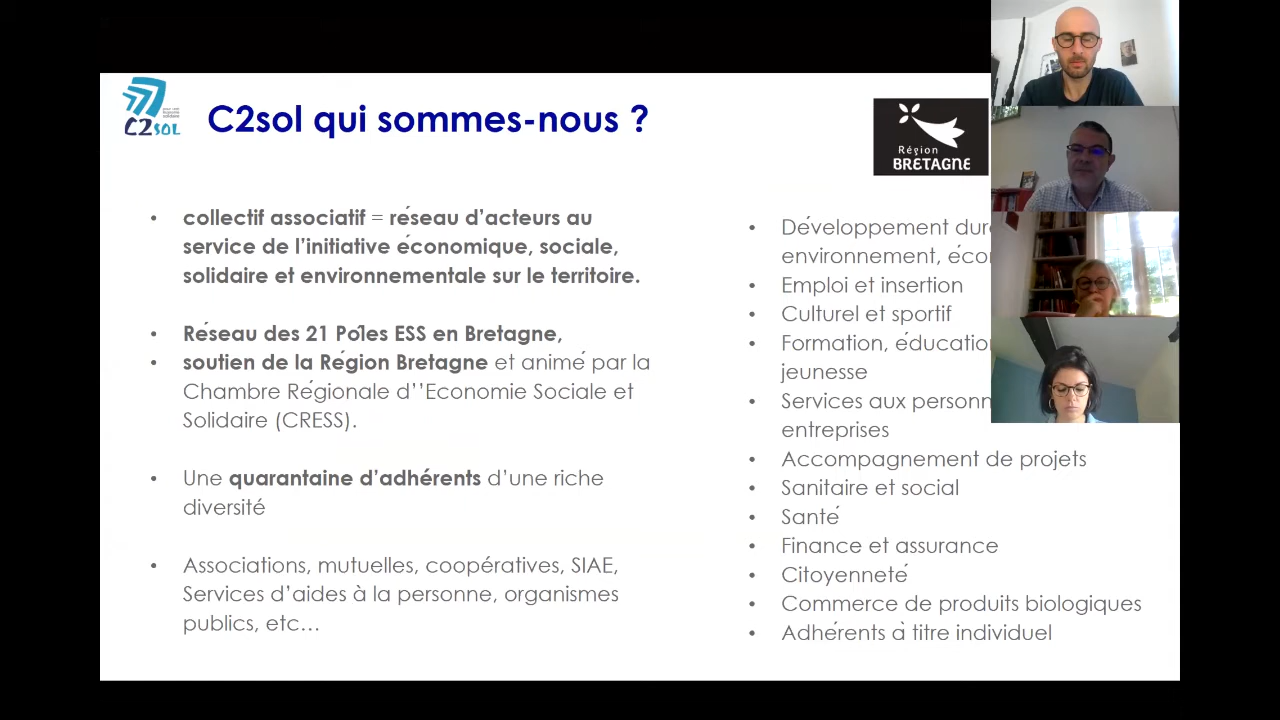 C2SOL
C2sol qui sommes-nous ?
Région
BRETAGNE
• collectif associatif = réseau d'acteurs au
service de l'initiative économique, sociale,
solidaire et environnementale sur le territoire.
• Réseau des 21 Pôles ESS en Bretagne,
• soutien de la Région Bretagne et animé par la
Chambre Régionale d''Economie Sociale et
Solidaire (CRESS).
• Une quarantaine d'adhérents d'une riche
diversité
• Associations, mutuelles, coopératives, SIAE,
Services d'aides à la personne, organismes
publics, etc…
• Développement
environnement,
• Emploi et insertion
• Culturel et sportif
• Formation,
jeunesse
• Services aux
entreprises
• Accompagnement de projets
• Sanitaire et social
• Santé
• Finance et assurance
• Citoyenneté
• Commerce de produits biologiques
• Adhérents à titre individuel